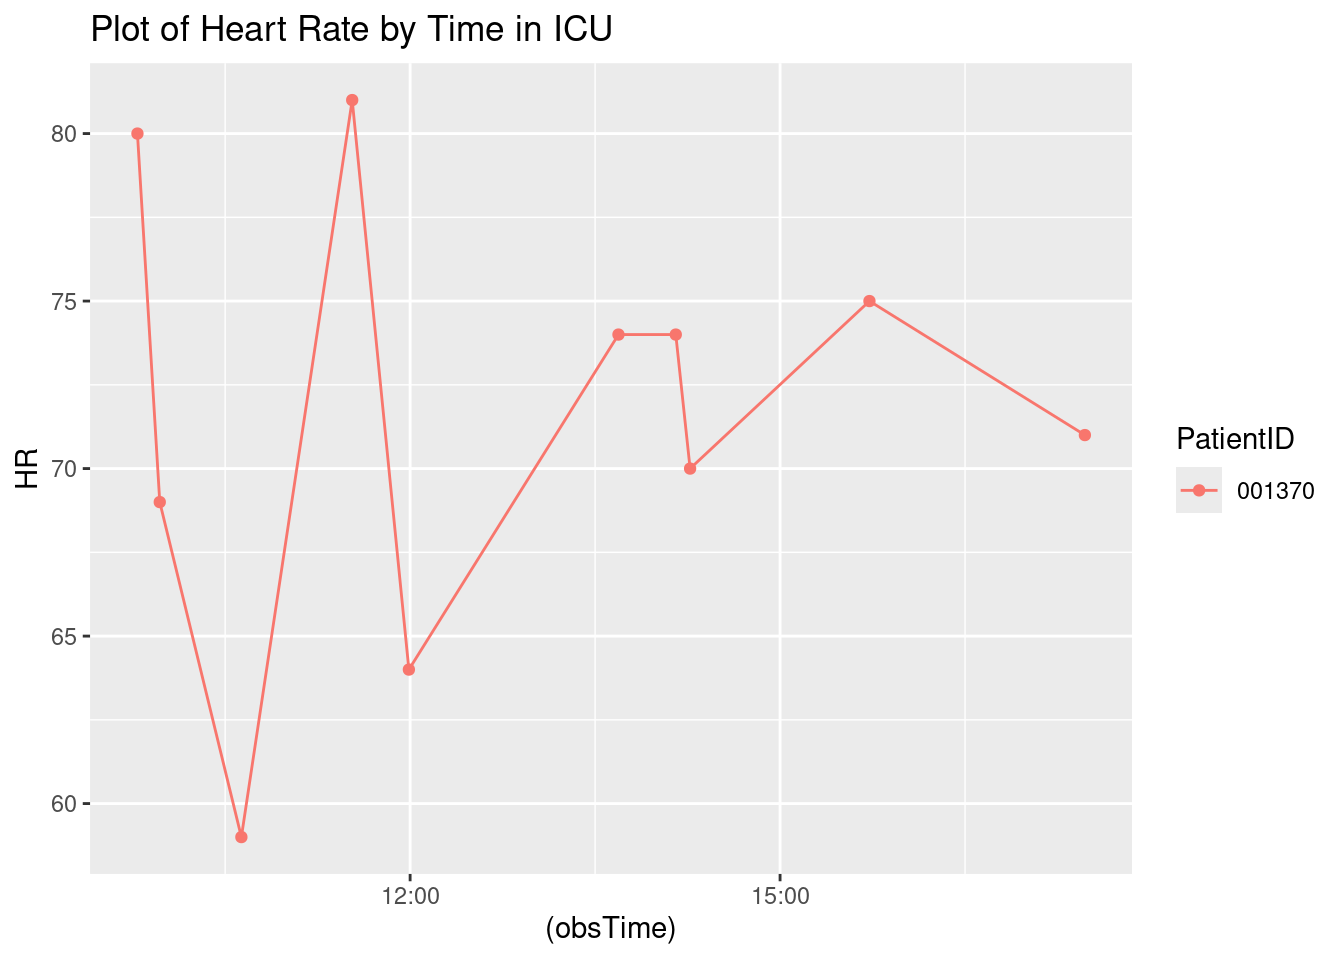 Plot of Heart Rate by Time in ICU
80
75
70
65
60
HR
12:00
15:00
(obsTime)
PatientID
001370